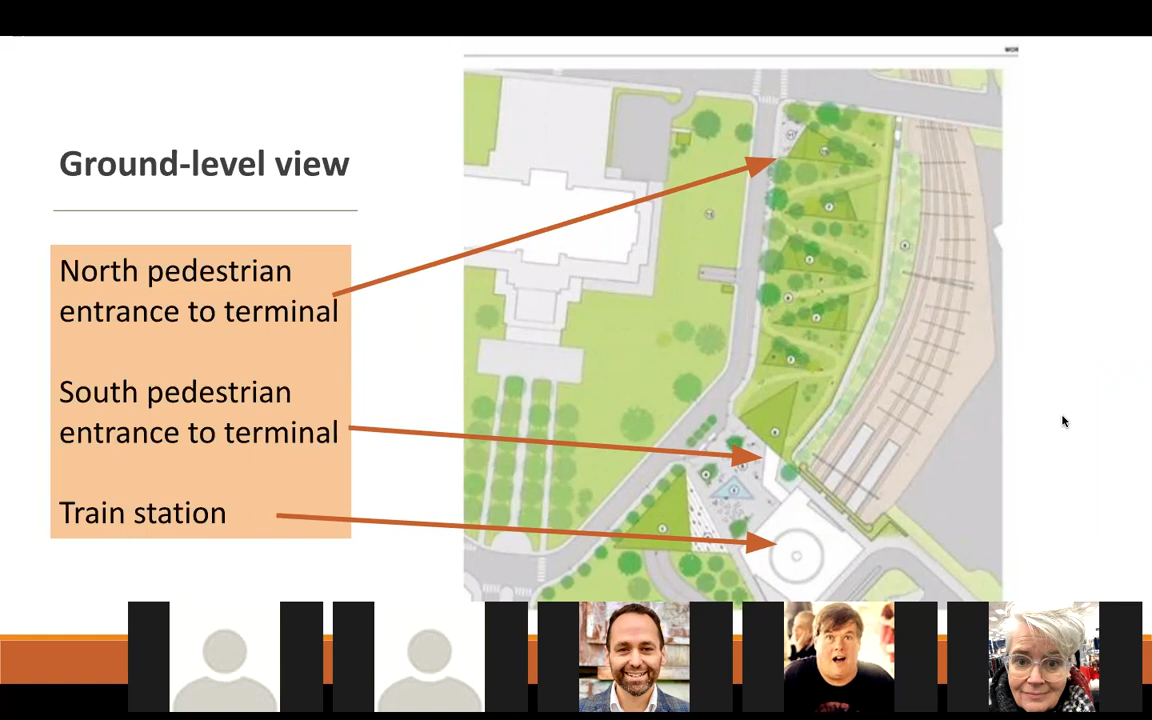 Ground-level view
North pedestrian
entrance to terminal
South pedestrian
entrance to terminal
Train station